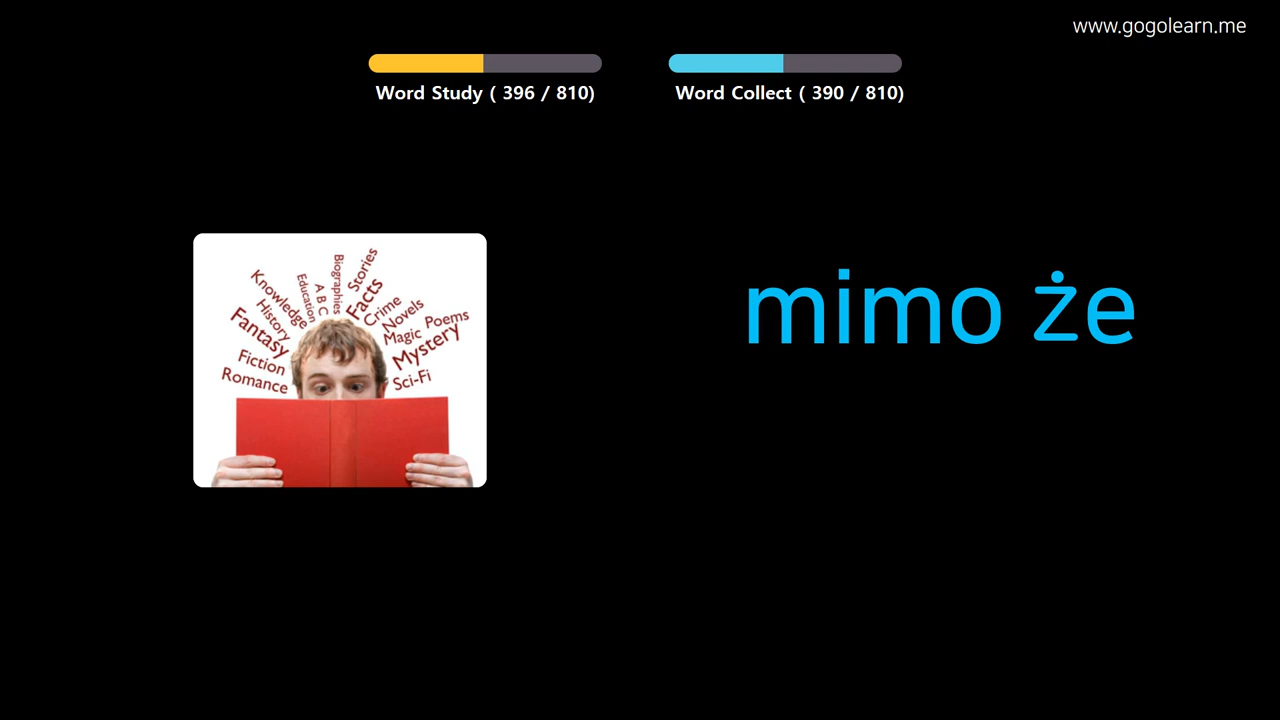 www.gogolearn.me
Word Study ( 396 / 810)
Word Collect ( 390 / 810)
mimo że
Knowledge
History
Fantasy
Fiction
Romance
Education
A B C
Biographies
Stories
Facts
Crime
Novels
Magic
Poems
Mystery
Sci-Fi